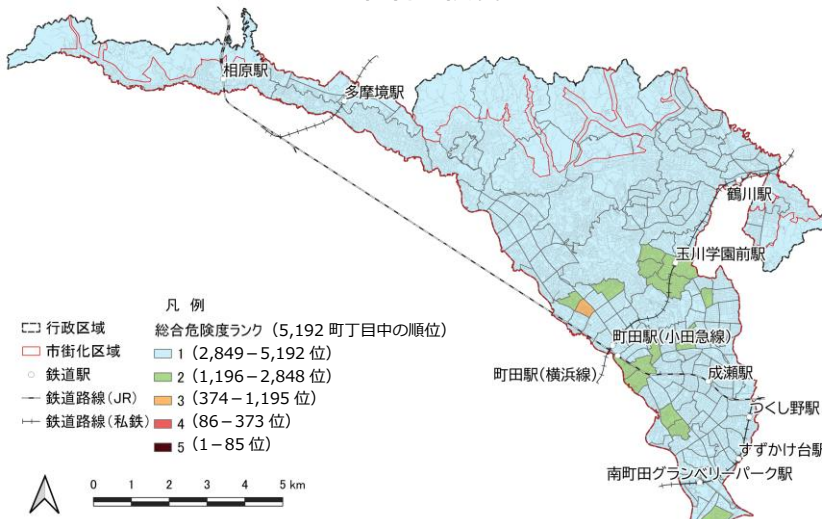 相原駅
多摩境駅
鶴川駅
玉川学園前駅
町田駅(小田急線)
町田駅(横浜線)
成瀬駅
つくし野駅
すずかけ台駅
南町田グランベリーパーク駅
凡 例
行政区域
市街化区域
鉄道駅
鉄道路線(JR)
鉄道路線(私鉄)
総合危険度ランク (5,192 町丁目中の順位)
1 (2,849-5,192 位)
2 (1,196-2,848 位)
3 (374-1,195 位)
4 (86-373 位)
5 (1-85 位)
0 1 2 3 4 5 km